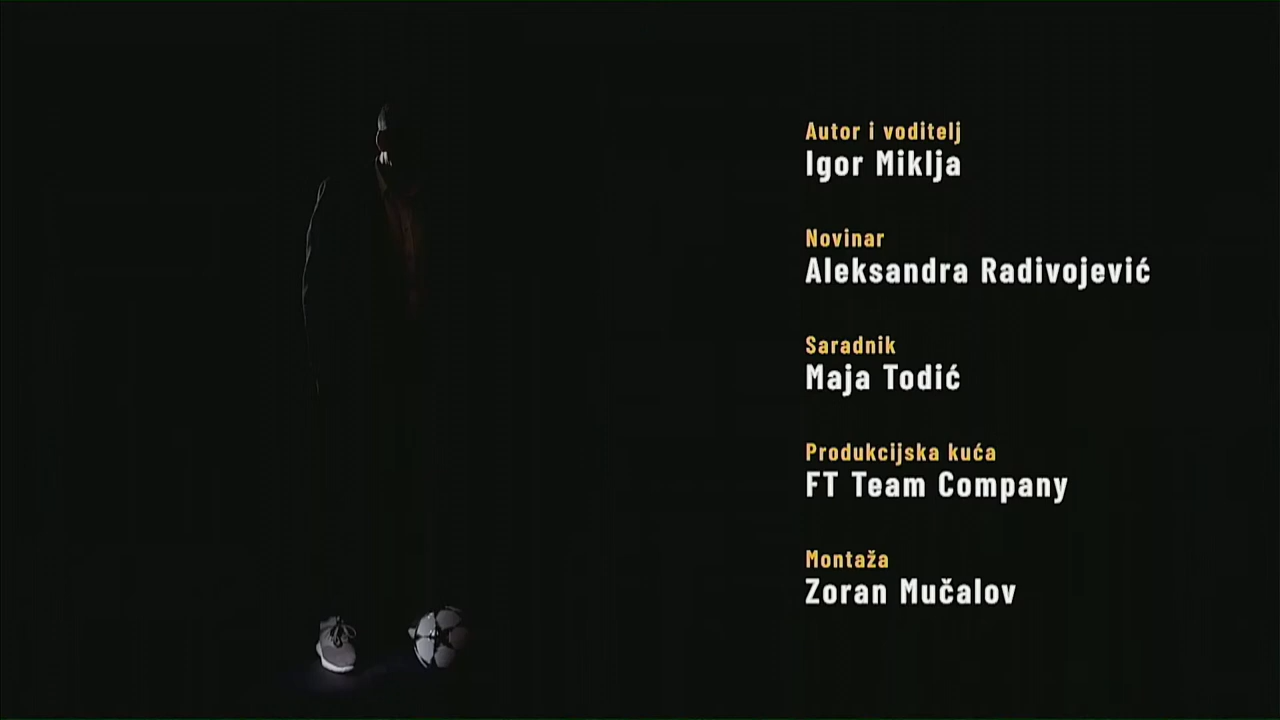 Autor i voditelj
Igor Miklja
Novinar
Aleksandra Radivojević
Saradnik
Maja Todić
Produkcijska kuća
FT Team Company
Montaža
Zoran Mučalov